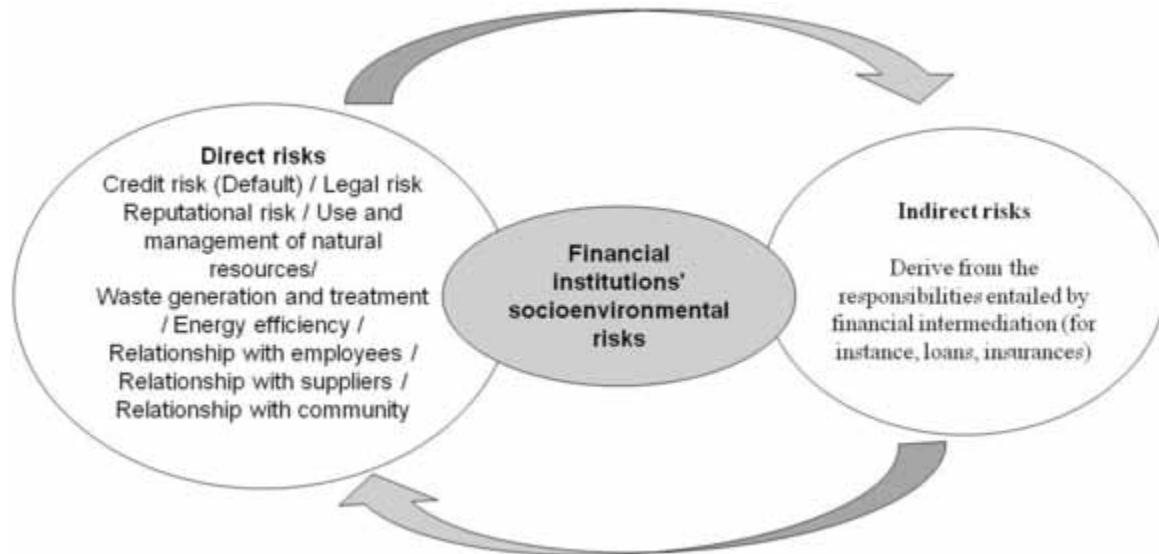 Direct risks
Credit risk (Default) / Legal risk
Reputational risk / Use and
management of natural
resources/
Waste generation and treatment
/ Energy efficiency /
Relationship with employees /
Relationship with suppliers /
Relationship with community
Financial
institutions'
socioenvironmental
risks
Indirect risks
Derive from the
responsibilities entailed by
financial intermediation (for
instance, loans, insurances)